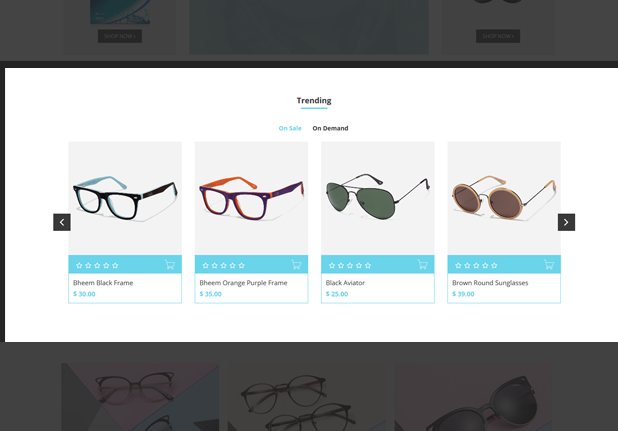 SHOP NOW >
SHOP NOW >
Trending
On Sale On Demand
Bheem Black Frame
$ 30.00
Bheem Orange Purple Frame
$ 35.00
Black Aviator
$ 25.00
Brown Round Sunglasses
$ 39.00